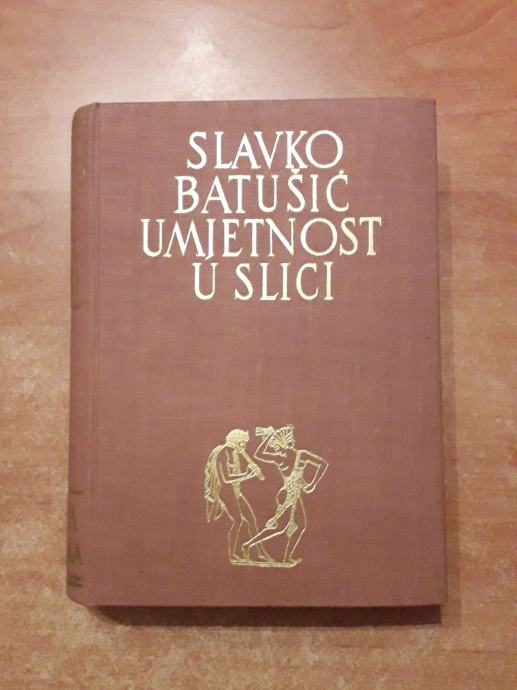 SLAVKO
BATUŠIĆ
UMJETNOST
U SLICI